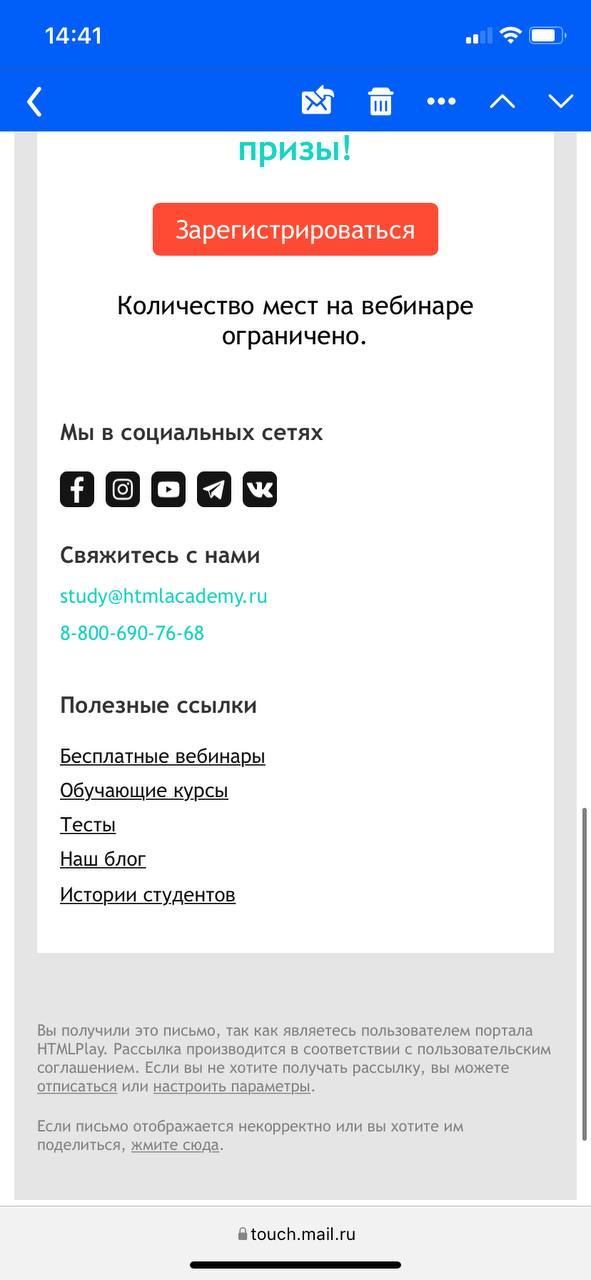 14:41
призы!
Зарегистрироваться
Количество мест на вебинаре
ограничено.
Мы в социальных сетях
Свяжитесь с нами
study@htmlacademy.ru
8-800-690-76-68
Полезные ссылки
Бесплатные вебинары
Обучающие курсы
Тесты
Наш блог
Истории студентов
Вы получили это письмо, так как являетесь пользователем портала
HTMLPlay. Рассылка производится в соответствии с пользовательским
соглашением. Если вы не хотите получать рассылку, вы можете
отписаться или настроить параметры.
Если письмо отображается некорректно или вы хотите им
поделиться, жмите сюда.
touch.mail.ru